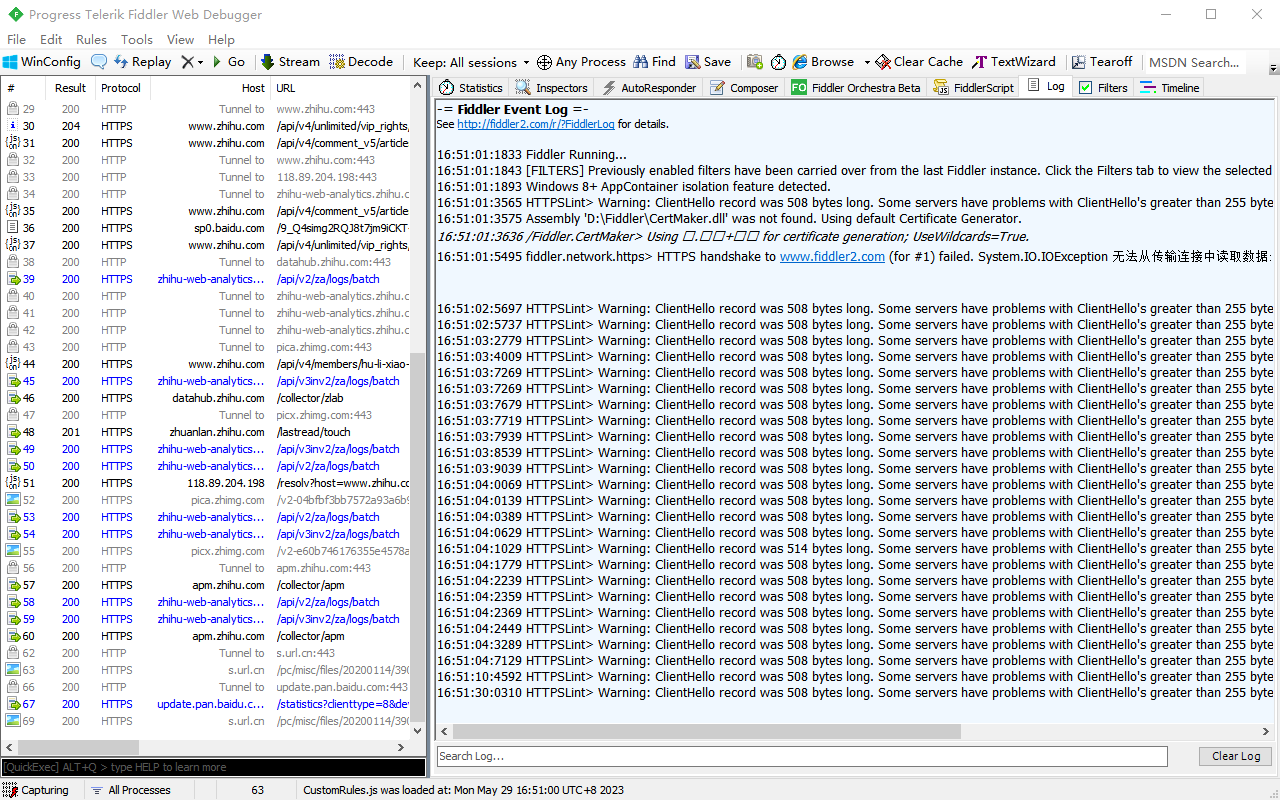 Progress Telerik Fiddler Web Debugger
File Edit Rules Tools View Help
WinConfig Replay Go Stream Decode Keep: All sessions Any Process Find Save Browse Clear Cache TextWizard Tearoff MSDN Search...
# Result Protocol Host URL
29 200 HTTP Tunnel to www.zhihu.com:443
30 204 HTTPS www.zhihu.com /api/v4/unlimited/vip_rights,
31 200 HTTPS www.zhihu.com /api/v4/comment_v5/article
32 200 HTTP Tunnel to www.zhihu.com:443
33 200 HTTP Tunnel to 118.89.204.198:443
34 200 HTTP Tunnel to zhihu-web-analytics.zhihu.c
35 200 HTTPS www.zhihu.com /api/v4/comment_v5/article
36 200 HTTPS sp0.baidu.com /9_Q4simg2RQJ8t7jm9iCKT-
37 200 HTTPS www.zhihu.com /api/v4/unlimited/vip_rights,
38 200 HTTP Tunnel to datahub.zhihu.com:443
39 200 HTTPS zhihu-web-analytics... /api/v2/za/logs/batch
40 200 HTTP Tunnel to zhihu-web-analytics.zhihu.c
41 200 HTTP Tunnel to zhihu-web-analytics.zhihu.c
42 200 HTTP Tunnel to zhihu-web-analytics.zhihu.c
43 200 HTTP Tunnel to pica.zhimg.com:443
44 200 HTTPS www.zhihu.com /api/v4/members/hu-li-xiao-
45 200 HTTPS zhihu-web-analytics... /api/v3inv2/za/logs/batch
46 200 HTTPS datahub.zhihu.com /collector/zlab
47 200 HTTP Tunnel to picx.zhimg.com:443
48 201 HTTPS zhuanlan.zhihu.com /lastread/touch
49 200 HTTPS zhihu-web-analytics... /api/v3inv2/za/logs/batch
50 200 HTTPS zhihu-web-analytics... /api/v2/za/logs/batch
51 200 HTTPS 118.89.204.198 /resolv?host=www.zhihu.co
52 200 HTTPS pica.zhimg.com /v2-04bfbf3bb7572a93a6b9
53 200 HTTPS zhihu-web-analytics... /api/v2/za/logs/batch
54 200 HTTPS zhihu-web-analytics... /api/v3inv2/za/logs/batch
55 200 HTTPS picx.zhimg.com /v2-e60b746176355e4578a
56 200 HTTP Tunnel to apm.zhihu.com:443
57 200 HTTPS apm.zhihu.com /collector/apm
58 200 HTTPS zhihu-web-analytics... /api/v2/za/logs/batch
59 200 HTTPS zhihu-web-analytics... /api/v3inv2/za/logs/batch
60 200 HTTPS apm.zhihu.com /collector/apm
62 200 HTTP Tunnel to s.url.cn:443
63 200 HTTPS s.url.cn /pc/misc/files/20200114/390
66 200 HTTP Tunnel to update.pan.baidu.com:443
67 200 HTTPS update.pan.baidu.c... /statistics?clienttype=8&dev
69 200 HTTPS s.url.cn /pc/misc/files/20200114/390
[QuickExec] ALT+Q > type HELP to learn more
Statistics Inspectors AutoResponder Composer FO Fiddler Orchestra Beta FiddlerScript Log Filters Timeline
-= Fiddler Event Log =-
See http://fiddler2.com/r/?FiddlerLog for details.
16:51:01:1833 Fiddler Running...
16:51:01:1843 [FILTERS] Previously enabled filters have been carried over from the last Fiddler instance. Click the Filters tab to view the selected
16:51:01:1893 Windows 8+ AppContainer isolation feature detected.
16:51:01:3565 HTTPSLint> Warning: ClientHello record was 508 bytes long. Some servers have problems with ClientHello's greater than 255 byte
16:51:01:3575 Assembly 'D:\Fiddler\CertMaker.dll' was not found. Using default Certificate Generator.
16:51:01:3636 /Fiddler.CertMaker> Using □.□□+□□ for certificate generation; UseWildcards=True.
16:51:01:5495 fiddler.network.https> HTTPS handshake to www.fiddler2.com (for #1) failed. System.IO.IOException 无法从传输连接中读取数据:
16:51:02:5697 HTTPSLint> Warning: ClientHello record was 508 bytes long. Some servers have problems with ClientHello's greater than 255 byte
16:51:02:5737 HTTPSLint> Warning: ClientHello record was 508 bytes long. Some servers have problems with ClientHello's greater than 255 byte
16:51:03:2779 HTTPSLint> Warning: ClientHello record was 508 bytes long. Some servers have problems with ClientHello's greater than 255 byte
16:51:03:4009 HTTPSLint> Warning: ClientHello record was 508 bytes long. Some servers have problems with ClientHello's greater than 255 byte
16:51:03:7269 HTTPSLint> Warning: ClientHello record was 508 bytes long. Some servers have problems with ClientHello's greater than 255 byte
16:51:03:7269 HTTPSLint> Warning: ClientHello record was 508 bytes long. Some servers have problems with ClientHello's greater than 255 byte
16:51:03:7679 HTTPSLint> Warning: ClientHello record was 508 bytes long. Some servers have problems with ClientHello's greater than 255 byte
16:51:03:7719 HTTPSLint> Warning: ClientHello record was 508 bytes long. Some servers have problems with ClientHello's greater than 255 byte
16:51:03:7939 HTTPSLint> Warning: ClientHello record was 508 bytes long. Some servers have problems with ClientHello's greater than 255 byte
16:51:03:8539 HTTPSLint> Warning: ClientHello record was 508 bytes long. Some servers have problems with ClientHello's greater than 255 byte
16:51:03:9039 HTTPSLint> Warning: ClientHello record was 508 bytes long. Some servers have problems with ClientHello's greater than 255 byte
16:51:04:0069 HTTPSLint> Warning: ClientHello record was 508 bytes long. Some servers have problems with ClientHello's greater than 255 byte
16:51:04:0139 HTTPSLint> Warning: ClientHello record was 508 bytes long. Some servers have problems with ClientHello's greater than 255 byte
16:51:04:0389 HTTPSLint> Warning: ClientHello record was 508 bytes long. Some servers have problems with ClientHello's greater than 255 byte
16:51:04:0629 HTTPSLint> Warning: ClientHello record was 508 bytes long. Some servers have problems with ClientHello's greater than 255 byte
16:51:04:1029 HTTPSLint> Warning: ClientHello record was 514 bytes long. Some servers have problems with ClientHello's greater than 255 byte
16:51:04:1779 HTTPSLint> Warning: ClientHello record was 508 bytes long. Some servers have problems with ClientHello's greater than 255 byte
16:51:04:2239 HTTPSLint> Warning: ClientHello record was 508 bytes long. Some servers have problems with ClientHello's greater than 255 byte
16:51:04:2359 HTTPSLint> Warning: ClientHello record was 508 bytes long. Some servers have problems with ClientHello's greater than 255 byte
16:51:04:2369 HTTPSLint> Warning: ClientHello record was 508 bytes long. Some servers have problems with ClientHello's greater than 255 byte
16:51:04:2449 HTTPSLint> Warning: ClientHello record was 508 bytes long. Some servers have problems with ClientHello's greater than 255 byte
16:51:04:3289 HTTPSLint> Warning: ClientHello record was 508 bytes long. Some servers have problems with ClientHello's greater than 255 byte
16:51:04:7129 HTTPSLint> Warning: ClientHello record was 508 bytes long. Some servers have problems with ClientHello's greater than 255 byte
16:51:10:4592 HTTPSLint> Warning: ClientHello record was 508 bytes long. Some servers have problems with ClientHello's greater than 255 byte
16:51:30:0310 HTTPSLint> Warning: ClientHello record was 508 bytes long. Some servers have problems with ClientHello's greater than 255 byte
Search Log... Clear Log
Capturing All Processes 63 CustomRules.js was loaded at: Mon May 29 16:51:00 UTC+8 2023